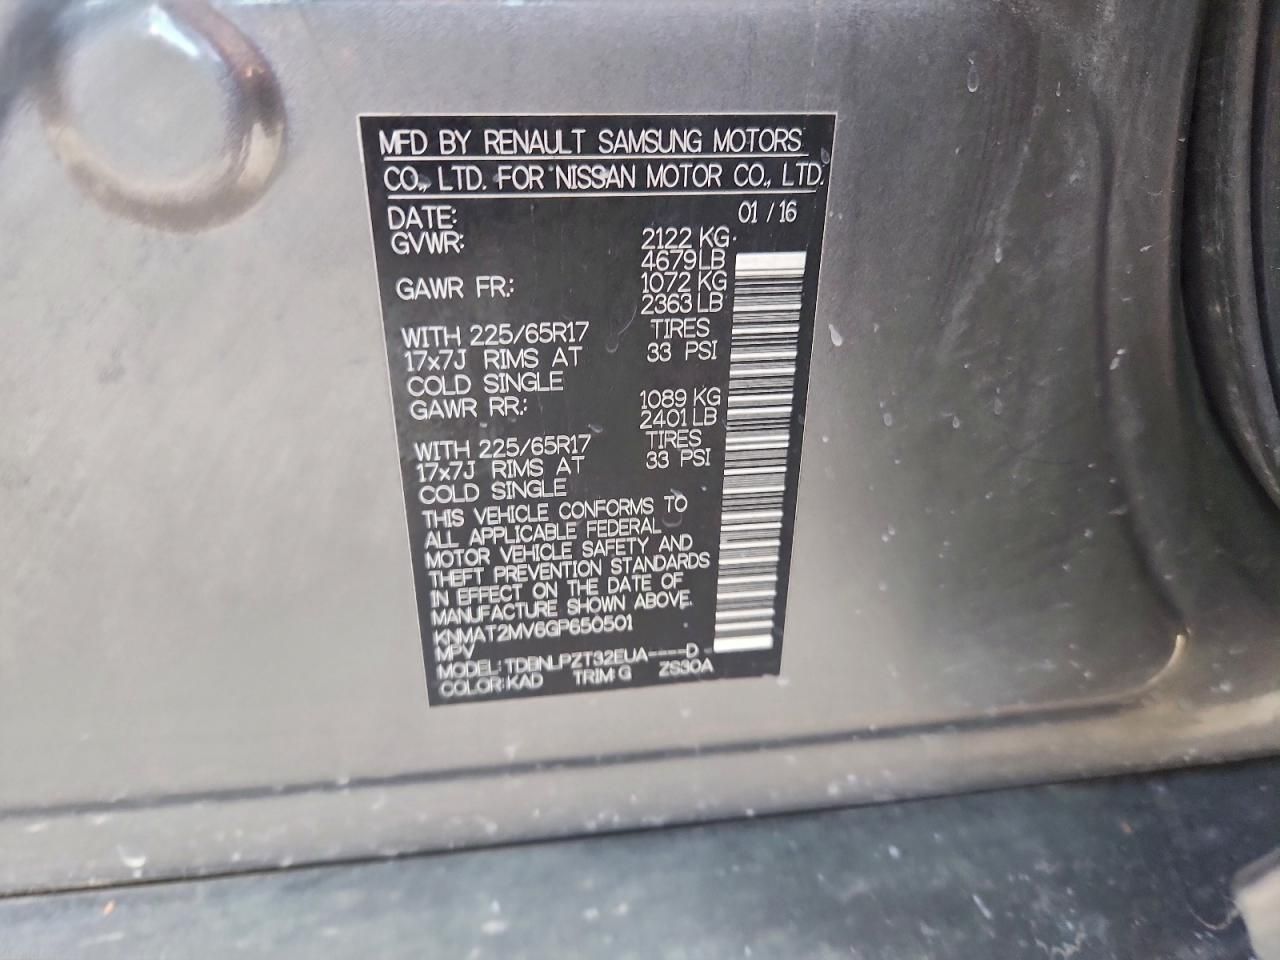 MFD BY RENAULT SAMSUNG MOTORS
CO., LTD. FOR NISSAN MOTOR CO., LTD.
DATE: 01 / 16
GVWR: 2122 KG
4679 LB
GAWR FR.: 1072 KG
2363 LB
WITH 225/65R17 TIRES
17x7J RIMS AT 33 PSI
COLD SINGLE
GAWR RR.: 1089 KG
2401 LB
WITH 225/65R17 TIRES
17x7J RIMS AT 33 PSI
COLD SINGLE
THIS VEHICLE CONFORMS TO
ALL APPLICABLE FEDERAL
MOTOR VEHICLE SAFETY AND
THEFT PREVENTION STANDARDS
IN EFFECT ON THE DATE OF
MANUFACTURE SHOWN ABOVE.
KNMAT2MV6GP650501
MPV
MODEL: TDBNLPZT32EUA----D
COLOR: KAD TRIM: G ZS30A